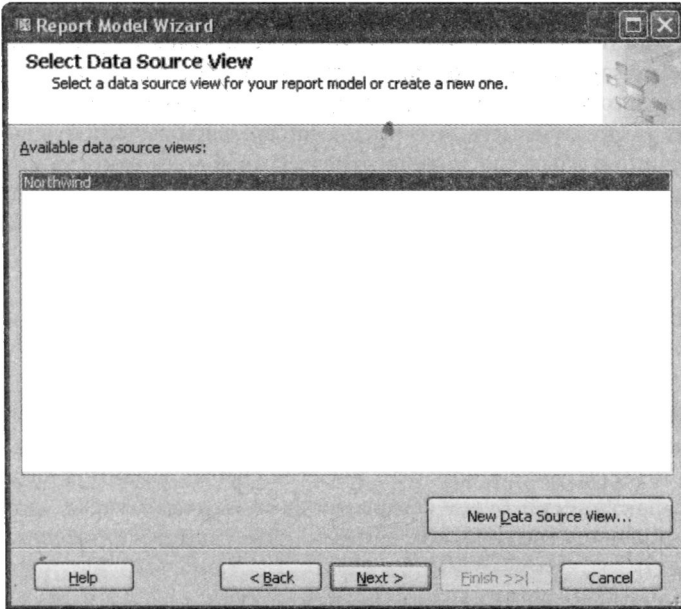 Report Model Wizard
Select Data Source View
Select a data source view for your report model or create a new one.
Available data source views:
Northwind
New Data Source View...
Help
< Back
Next >
Finish >>|
Cancel